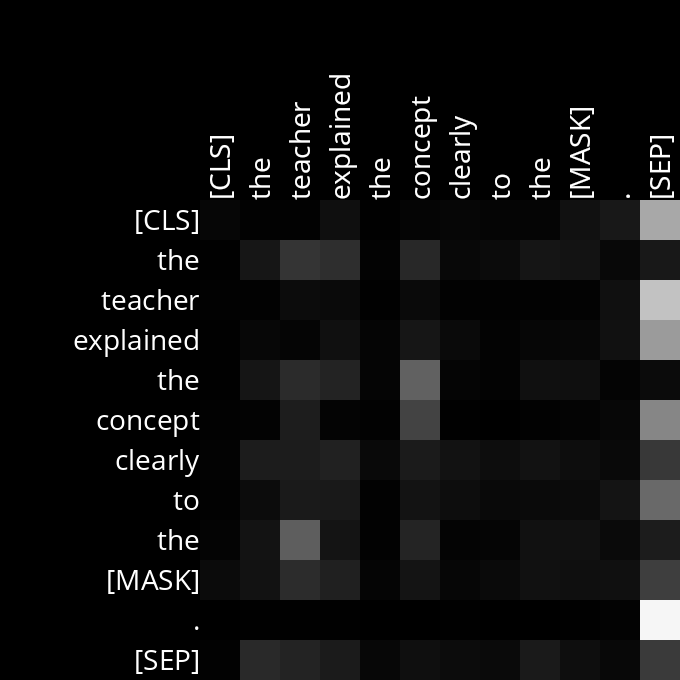 [CLS]
the
teacher
explained
the
concept
clearly
to
the
[MASK]
.
[SEP]
[CLS]
the
teacher
explained
the
concept
clearly
to
the
[MASK]
.
[SEP]